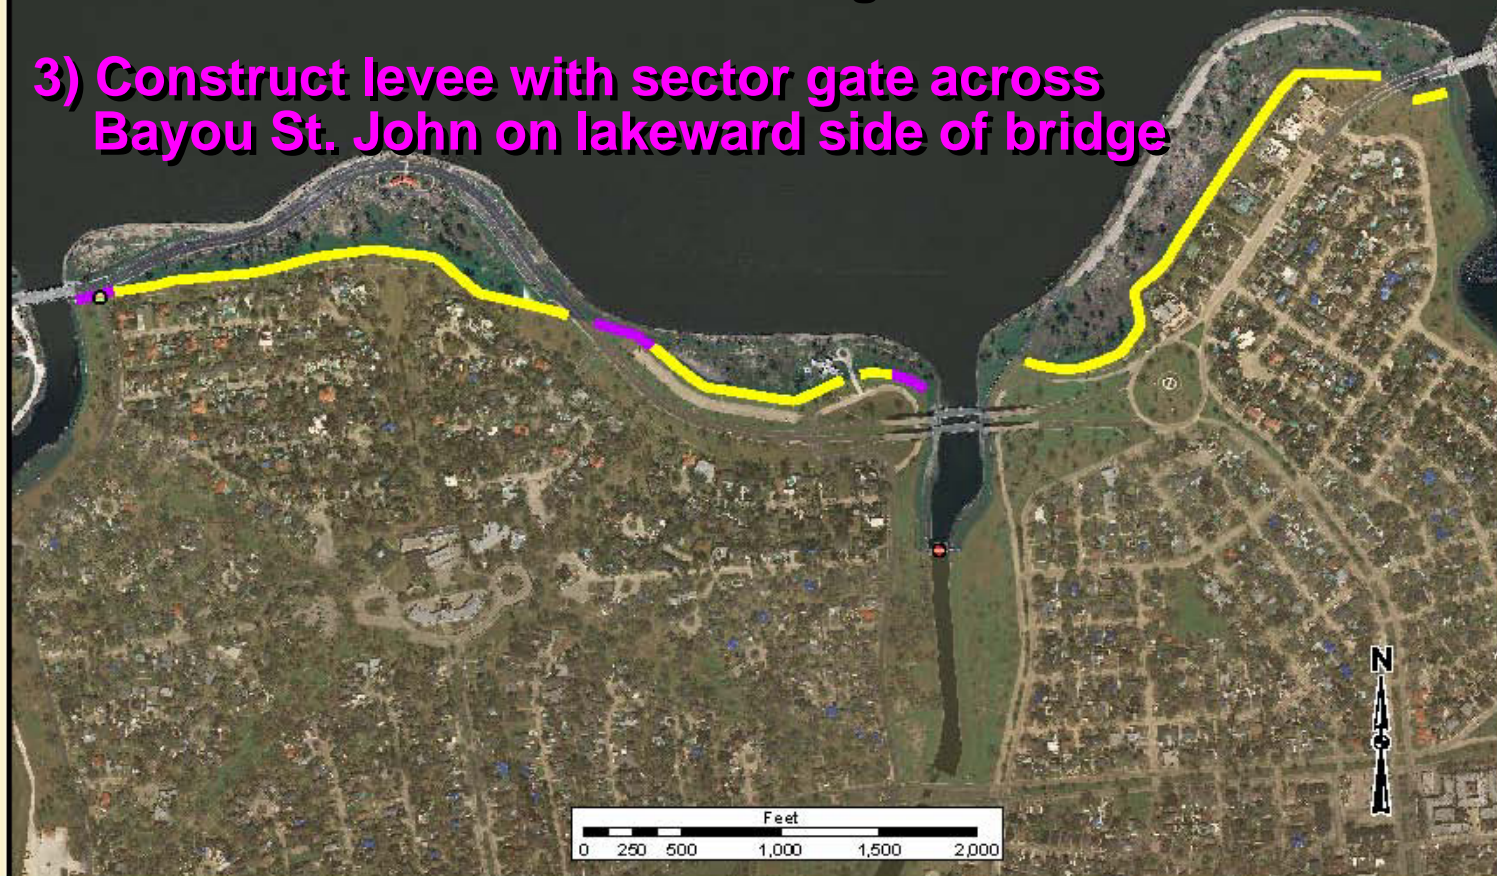 3) Construct levee with sector gate across
Bayou St. John on lakeward side of bridge
N
Feet
0 250 500 1,000 1,500 2,000